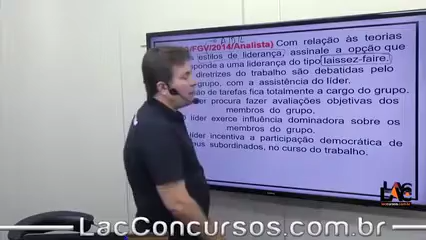 /FGV/2014/Analista) Com relação às teorias
estilos de liderança, assinale a opção que
ponde a uma liderança do tipo laissez-faire.
diretrizes do trabalho são debatidas pelo
grupo, com a assistência do líder.
ão de tarefas fica totalmente a cargo do grupo.
der procura fazer avaliações objetivas dos
membros do grupo.
líder exerce influência dominadora sobre os
membros do grupo.
líder incentiva a participação democrática de
us subordinados, no curso do trabalho.
LAC
LacConcursos.com.br